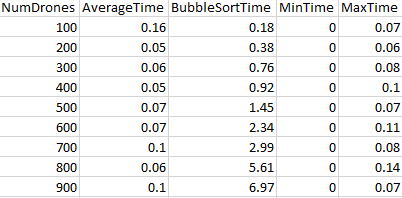 NumDrones AverageTime BubbleSortTime MinTime MaxTime
100 0.16 0.18 0 0.07
200 0.05 0.38 0 0.06
300 0.06 0.76 0 0.08
400 0.05 0.92 0 0.1
500 0.07 1.45 0 0.07
600 0.07 2.34 0 0.11
700 0.1 2.99 0 0.08
800 0.06 5.61 0 0.14
900 0.1 6.97 0 0.07